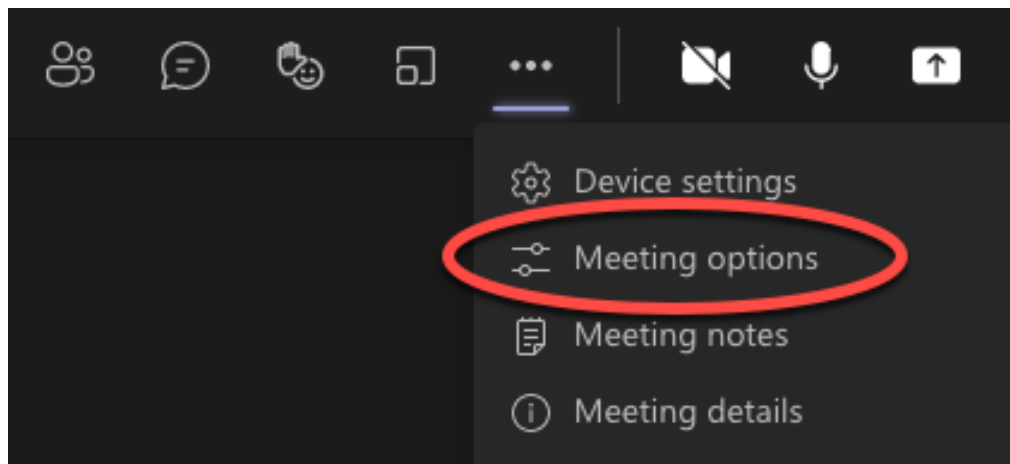 Device settings
Meeting options
Meeting notes
Meeting details